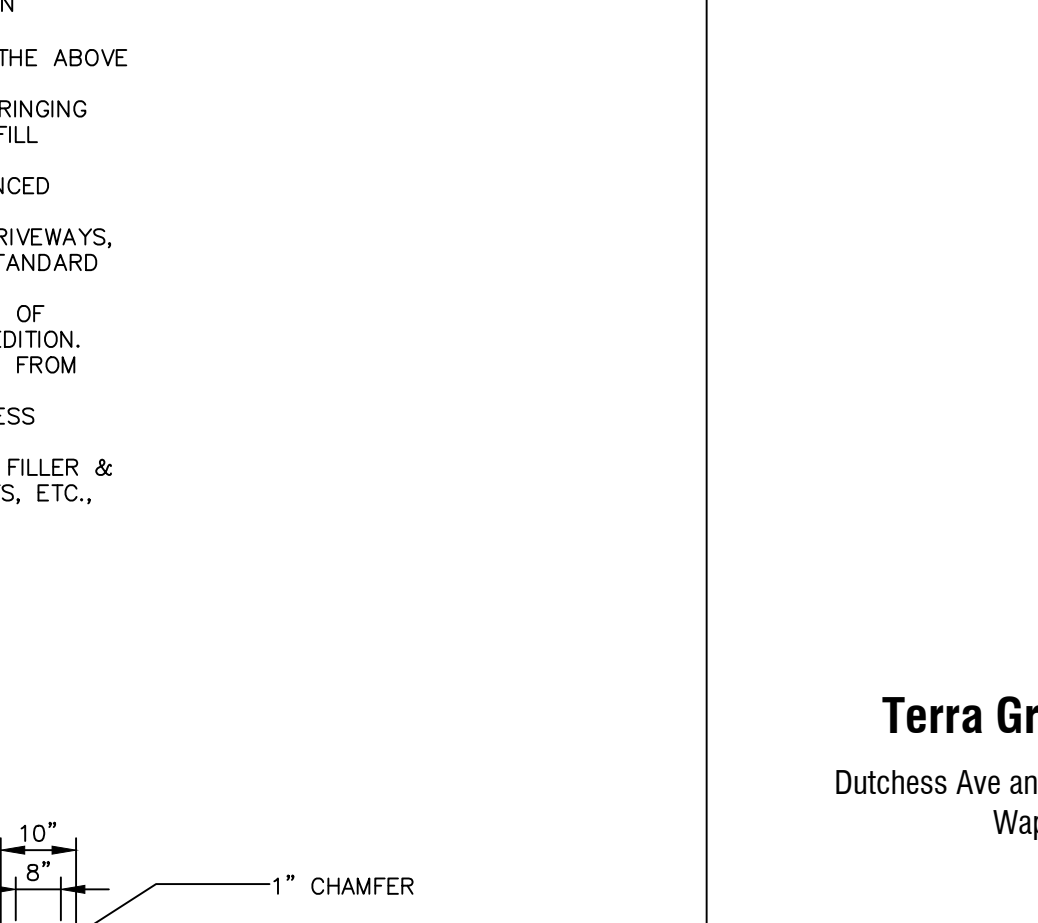 N
THE ABOVE
RINGING
FILL
NCED
RIVEWAYS,
TANDARD
OF
EDITION.
FROM
ESS
FILLER &
S, ETC.,
Terra Gr
Dutchess Ave an
Wap
10"
8"
1" CHAMFER